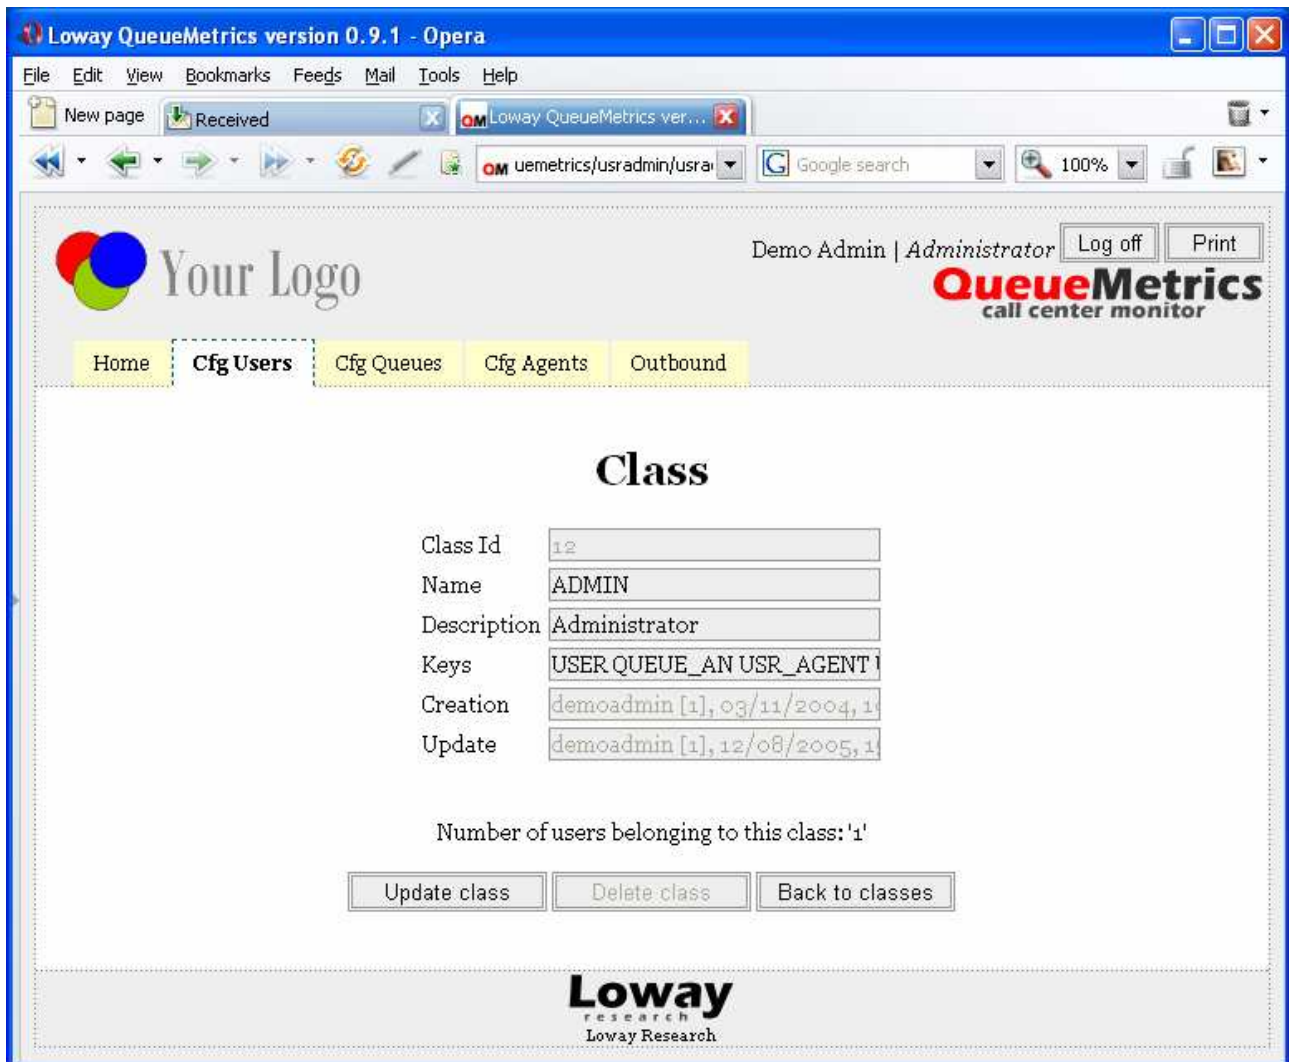 Loway QueueMetrics version 0.9.1 - Opera
File Edit View Bookmarks Feeds Mail Tools Help
New page Received Loway QueueMetrics ver...
uemetrics/usradmin/usra Google search 100%
Demo Admin | Administrator Log off Print
Your Logo
QueueMetrics
call center monitor
Home Cfg Users Cfg Queues Cfg Agents Outbound
Class
Class Id 12
Name ADMIN
Description Administrator
Keys USER QUEUE_AN USR_AGENT
Creation demoadmin [1], 03/11/2004, 1
Update demoadmin [1], 12/08/2005, 1
Number of users belonging to this class: '1'
Update class Delete class Back to classes
Loway
research
Loway Research